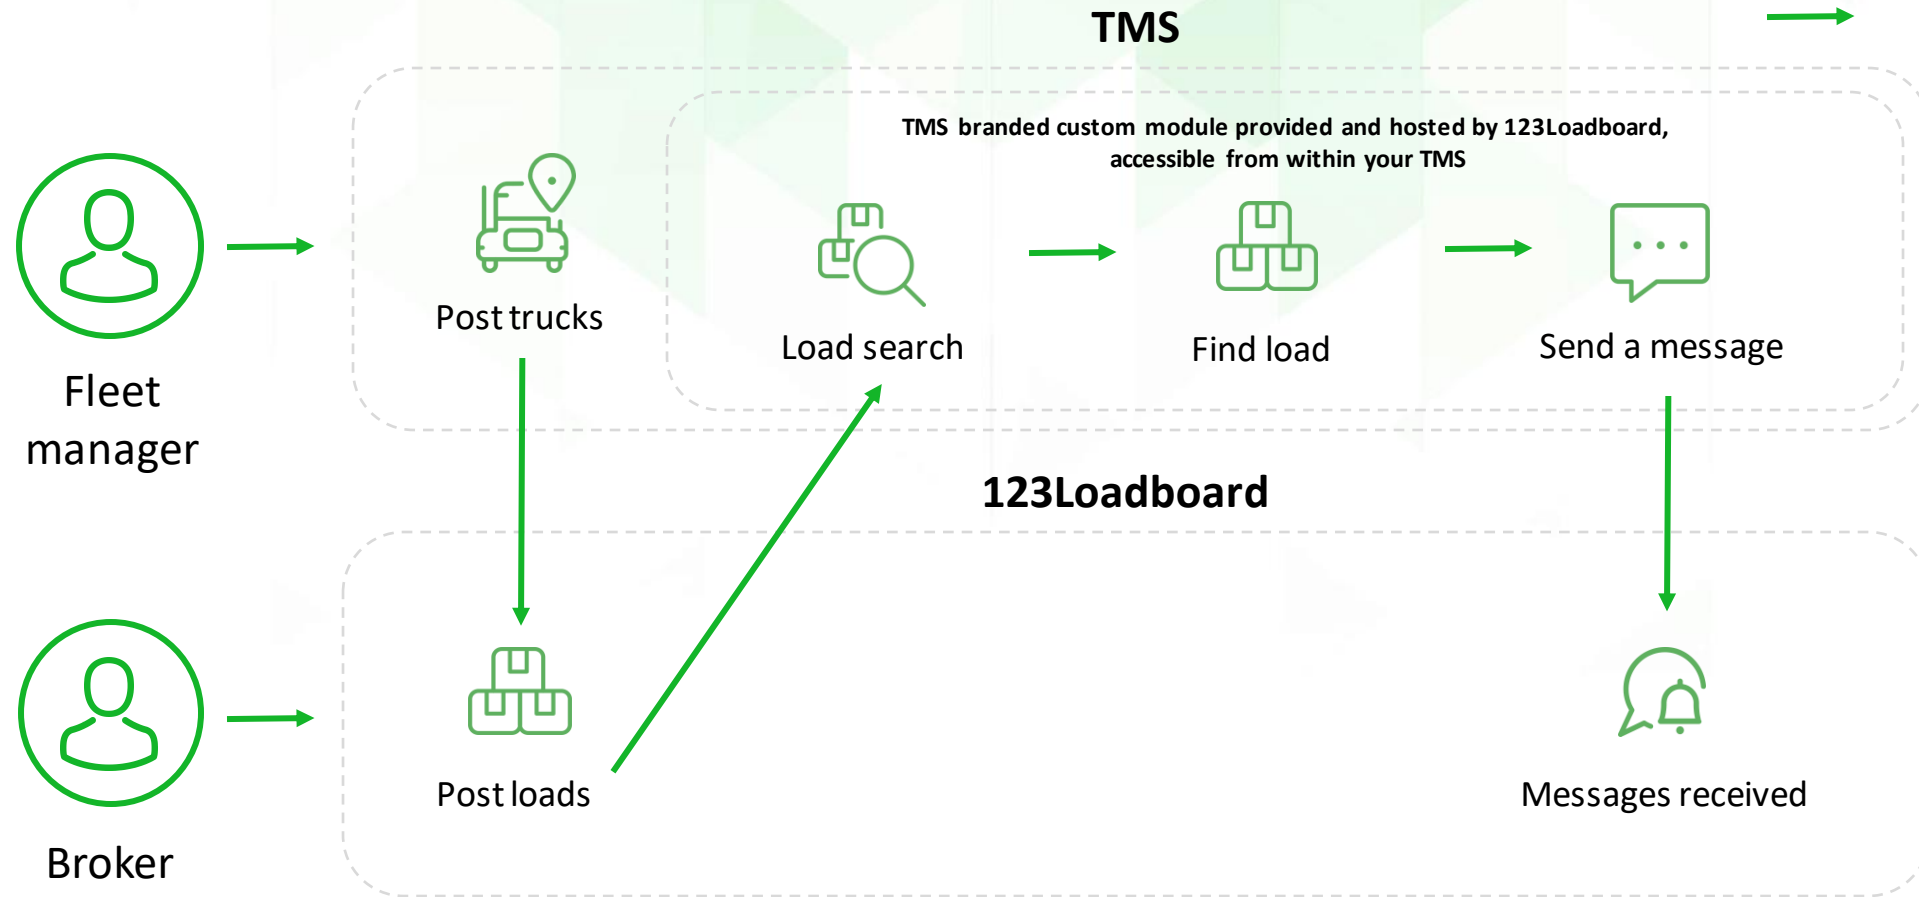 TMS
TMS branded custom module provided and hosted by 123Loadboard,
accessible from within your TMS
Post trucks
Load search
Find load
Send a message
Fleet
manager
123Loadboard
Post loads
Messages received
Broker